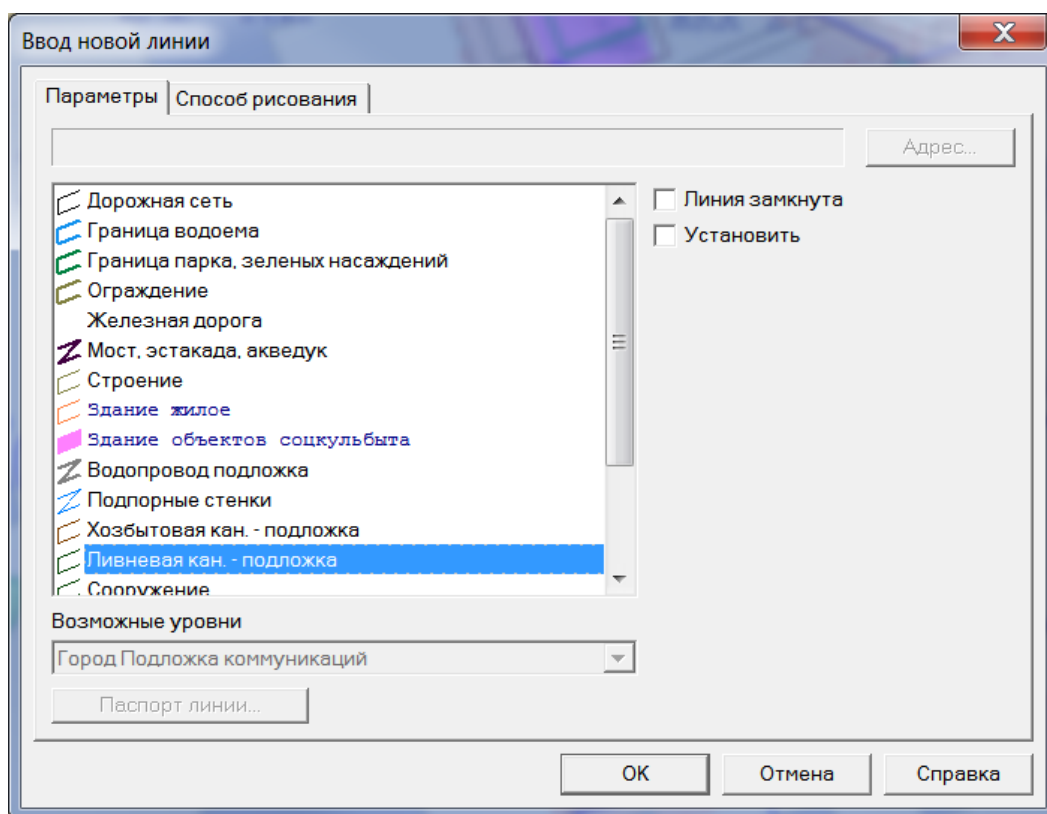 Ввод новой линии
Параметры Способ рисования
Адрес...
Дорожная сеть
Граница водоема
Граница парка, зеленых насаждений
Ограждение
Железная дорога
Мост, эстакада, акведук
Строение
Здание жилое
Здание объектов соцкульбыта
Водопровод подложка
Подпорные стенки
Хозбытовая кан. - подложка
Ливневая кан. - подложка
Сооружение
Линия замкнута
Установить
Возможные уровни
Город Подложка коммуникаций
Паспорт линии...
OK Отмена Справка